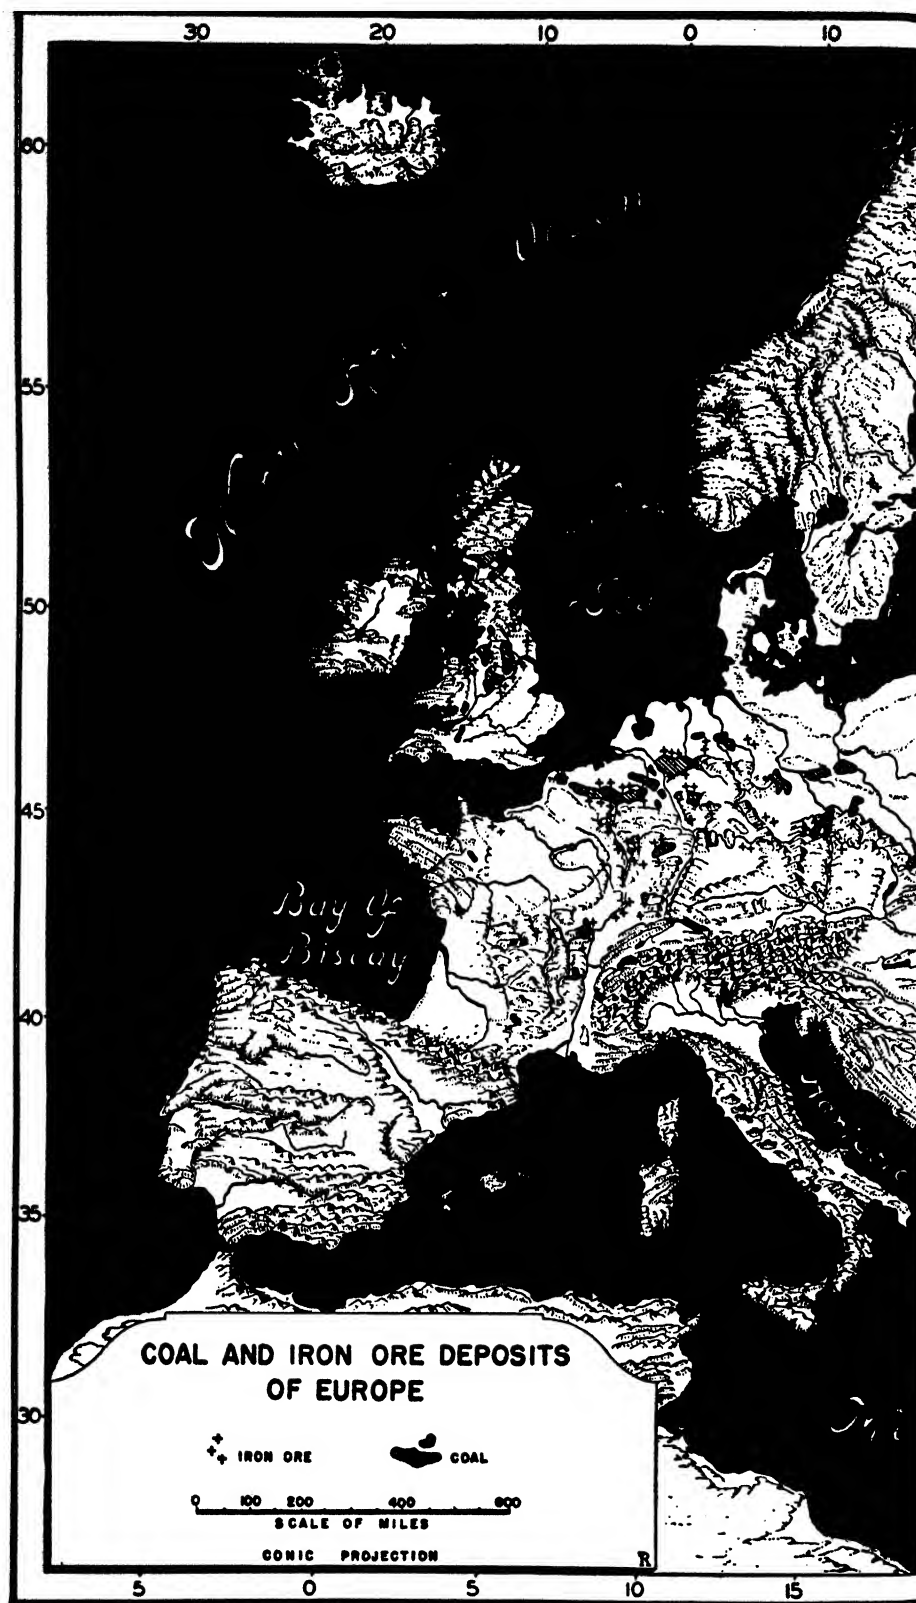 30 20 10 0 10
60
55
50
45
Bay Of
Biscay
40
35
30
COAL AND IRON ORE DEPOSITS
OF EUROPE
IRON ORE COAL
0 100 200 400 600
SCALE OF MILES
CONIC PROJECTION
R
5 0 5 10 15